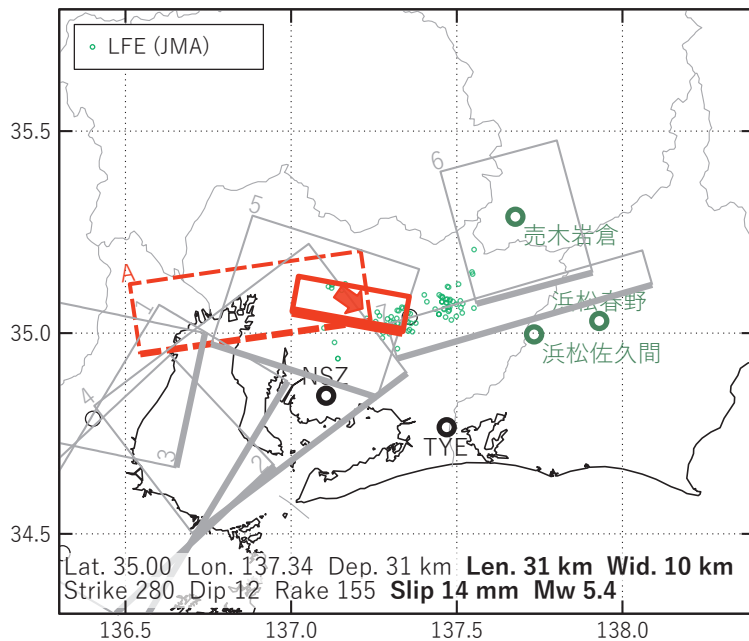 LFE (JMA)
35.5
35.0
34.5
6
売木岩倉
5
A
浜松春野
浜松佐久間
1
NSZ
4
TYE
3
2
Lat. 35.00 Lon. 137.34 Dep. 31 km Len. 31 km Wid. 10 km
Strike 280 Dip 12 Rake 155 Slip 14 mm Mw 5.4
136.5 137.0 137.5 138.0